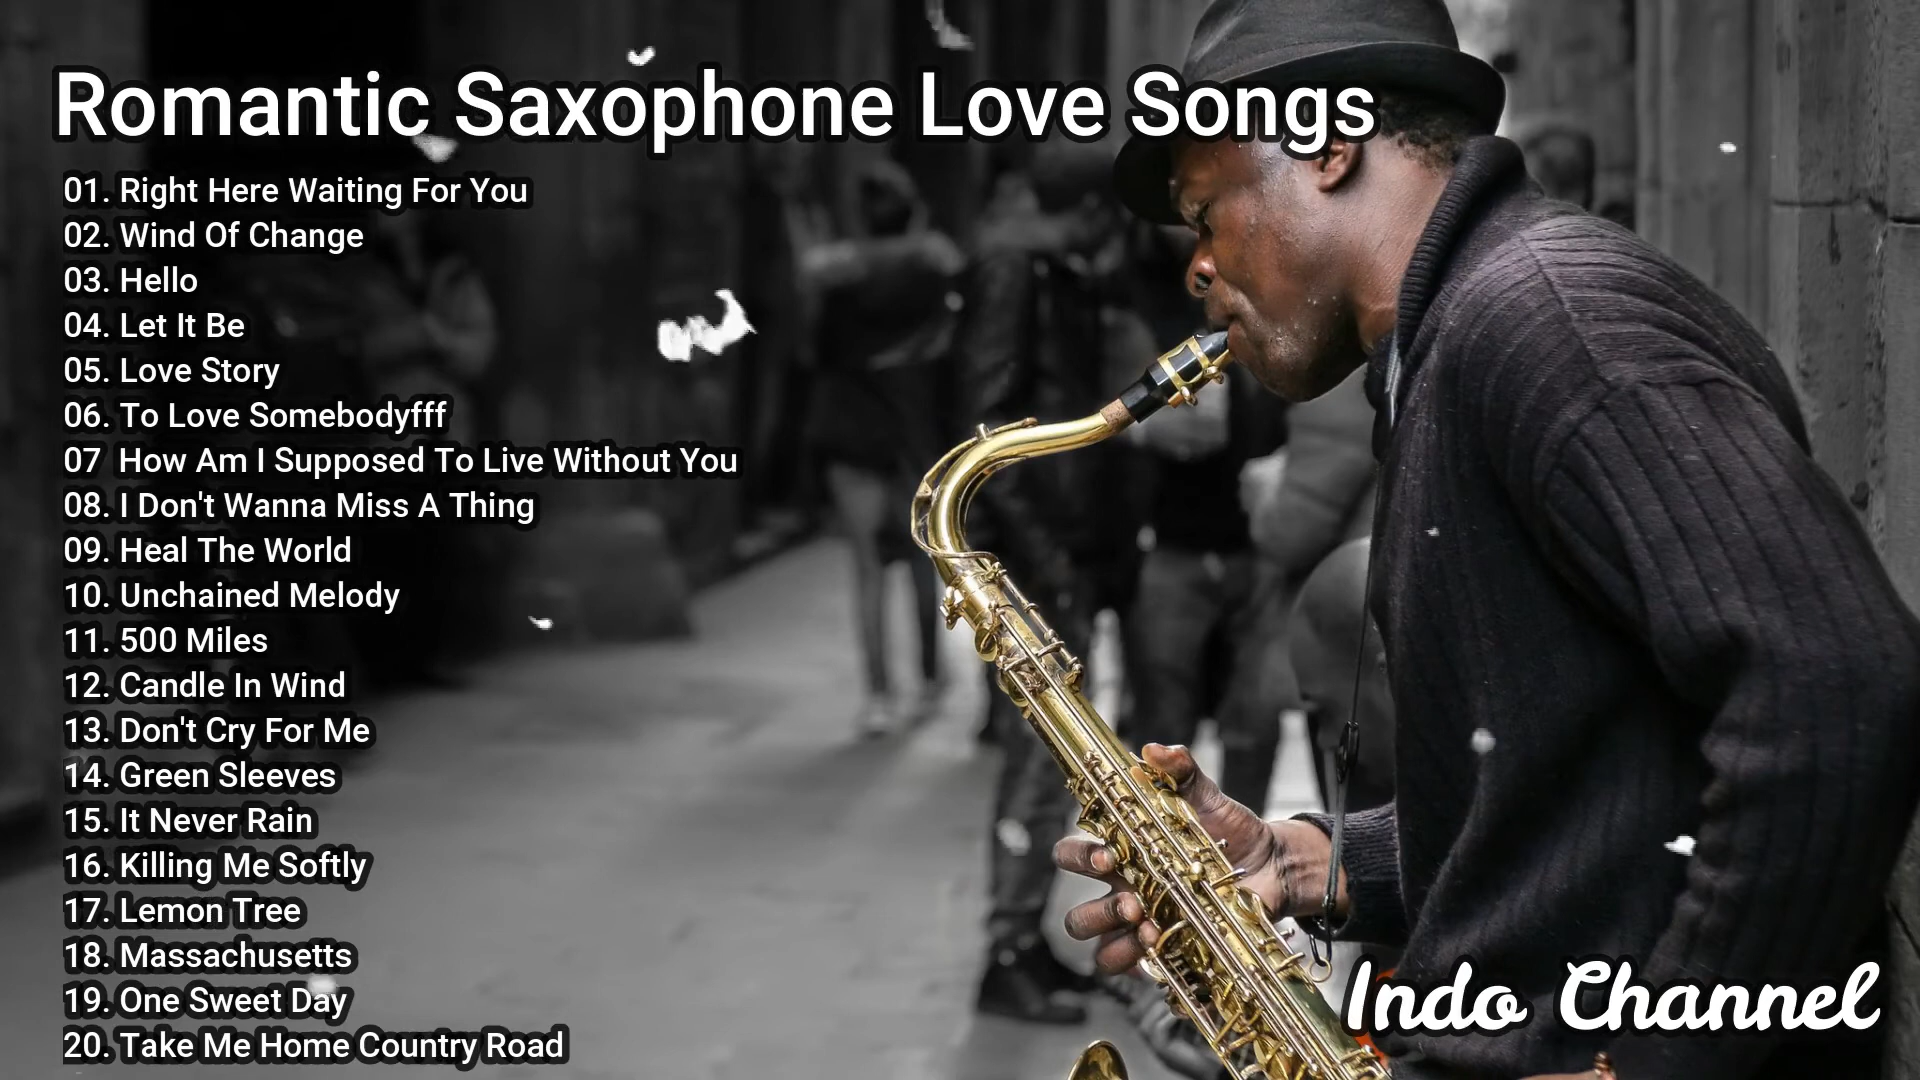 Romantic Saxophone Love Songs
01. Right Here Waiting For You
02. Wind Of Change
03. Hello
04. Let It Be
05. Love Story
06. To Love Somebodyfff
07  How Am I Supposed To Live Without You
08. I Don't Wanna Miss A Thing
09. Heal The World
10. Unchained Melody
11. 500 Miles
12. Candle In Wind
13. Don't Cry For Me
14. Green Sleeves
15. It Never Rain
16. Killing Me Softly
17. Lemon Tree
18. Massachusetts
19. One Sweet Day
20. Take Me Home Country Road
Indo Channel